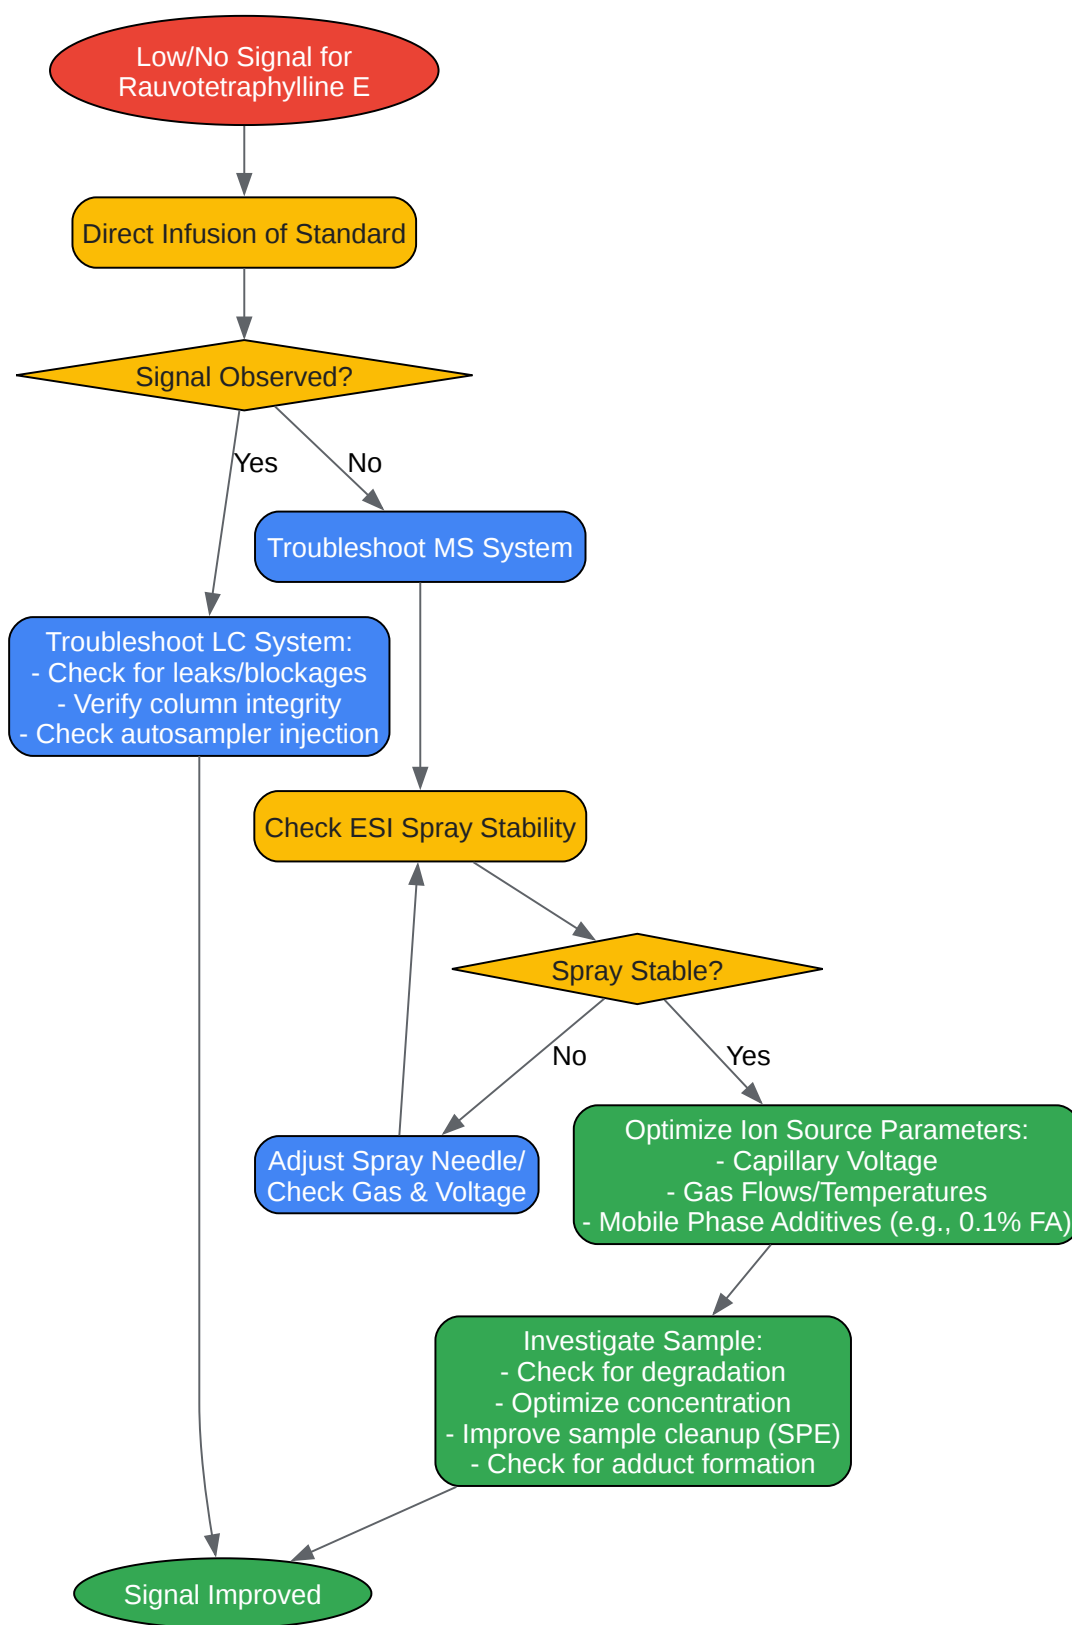 Low/No Signal for
Rauvotetraphylline E
Direct Infusion of Standard
Signal Observed?
Yes
No
Troubleshoot MS System
Troubleshoot LC System:
- Check for leaks/blockages
- Verify column integrity
- Check autosampler injection
Check ESI Spray Stability
Spray Stable?
No
Yes
Adjust Spray Needle/
Check Gas & Voltage
Optimize Ion Source Parameters:
- Capillary Voltage
- Gas Flows/Temperatures
- Mobile Phase Additives (e.g., 0.1% FA)
Investigate Sample:
- Check for degradation
- Optimize concentration
- Improve sample cleanup (SPE)
- Check for adduct formation
Signal Improved